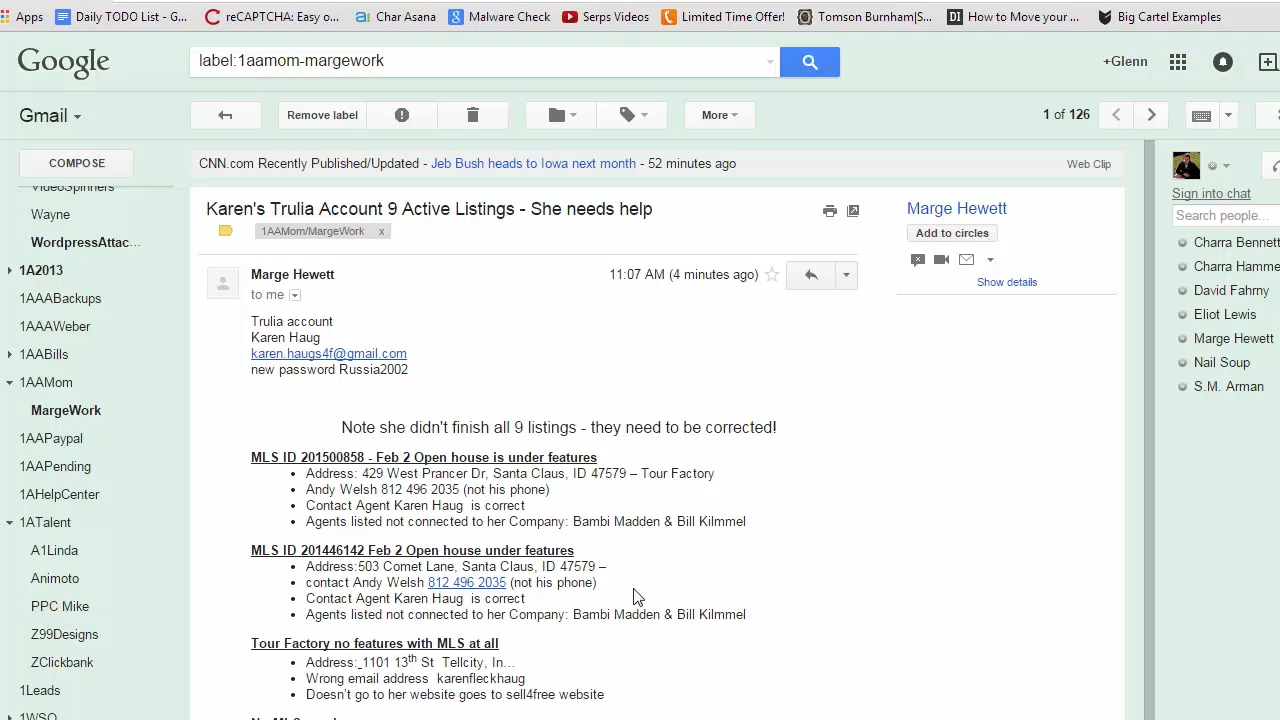 Apps Daily TODO List - G... reCAPTCHA: Easy o... Char Asana Malware Check Serps Videos Limited Time Offer! Tomson Burnham|S... How to Move your ... Big Cartel Examples
Google label:1aamom-margework +Glenn
Gmail Remove label More 1 of 126
COMPOSE
CNN.com Recently Published/Updated - Jeb Bush heads to Iowa next month - 52 minutes ago Web Clip
VideoSpinners
Wayne
WordpressAttac...
1A2013
1AAABackups
1AAAWeber
1AABills
1AAMom
MargeWork
1AAPaypal
1AAPending
1AHelpCenter
1ATalent
A1Linda
Animoto
PPC Mike
Z99Designs
ZClickbank
1Leads
1WSO
Karen's Trulia Account 9 Active Listings - She needs help
1AAMom/MargeWork x
Marge Hewett 11:07 AM (4 minutes ago)
to me
Trulia account
Karen Haug
karen.haugs4f@gmail.com
new password Russia2002
Note she didn't finish all 9 listings - they need to be corrected!
MLS ID 201500858 - Feb 2 Open house is under features
• Address: 429 West Prancer Dr, Santa Claus, ID 47579 – Tour Factory
• Andy Welsh 812 496 2035 (not his phone)
• Contact Agent Karen Haug is correct
• Agents listed not connected to her Company: Bambi Madden & Bill Kilmmel
MLS ID 201446142 Feb 2 Open house under features
• Address:503 Comet Lane, Santa Claus, ID 47579 –
• contact Andy Welsh 812 496 2035 (not his phone)
• Contact Agent Karen Haug is correct
• Agents listed not connected to her Company: Bambi Madden & Bill Kilmmel
Tour Factory no features with MLS at all
• Address: 1101 13th St Tellcity, In...
• Wrong email address karenfleckhaug
• Doesn't go to her website goes to sell4free website
Marge Hewett
Add to circles
Show details
Sign into chat
Search people...
Charra Bennett
Charra Hamme
David Fahrny
Eliot Lewis
Marge Hewett
Nail Soup
S.M. Arman